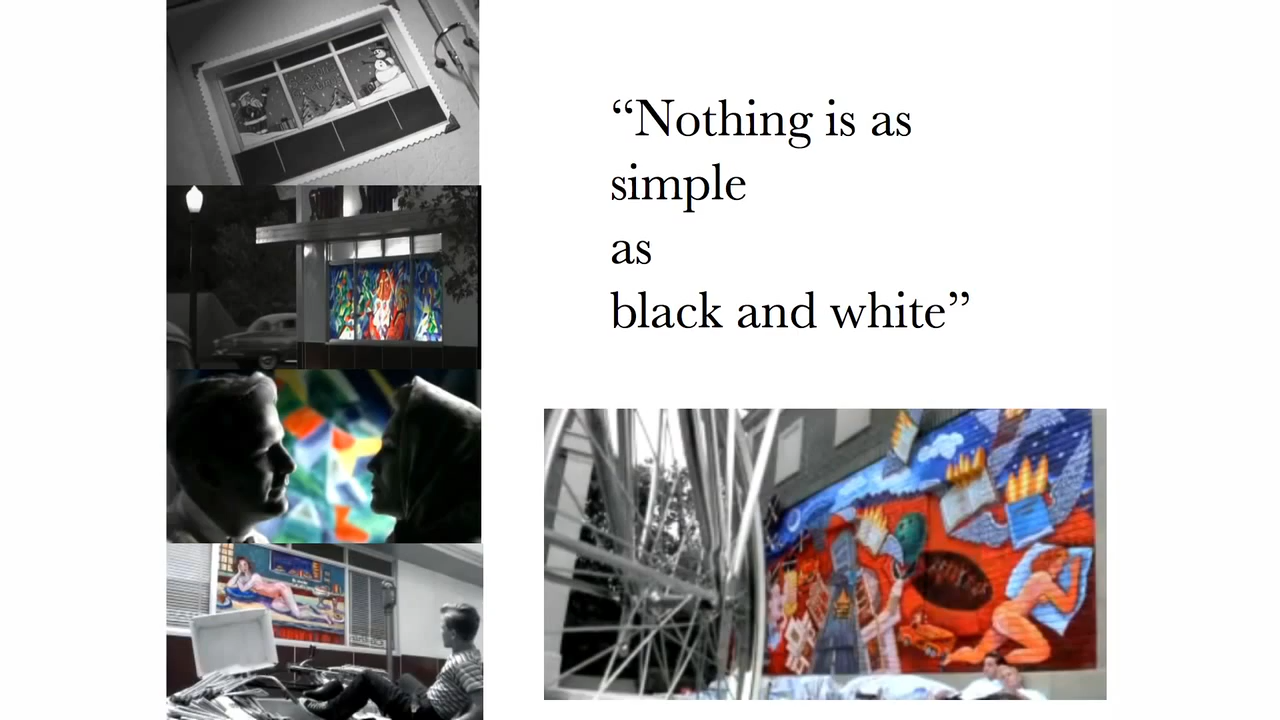 “Nothing is as
simple
as
black and white”